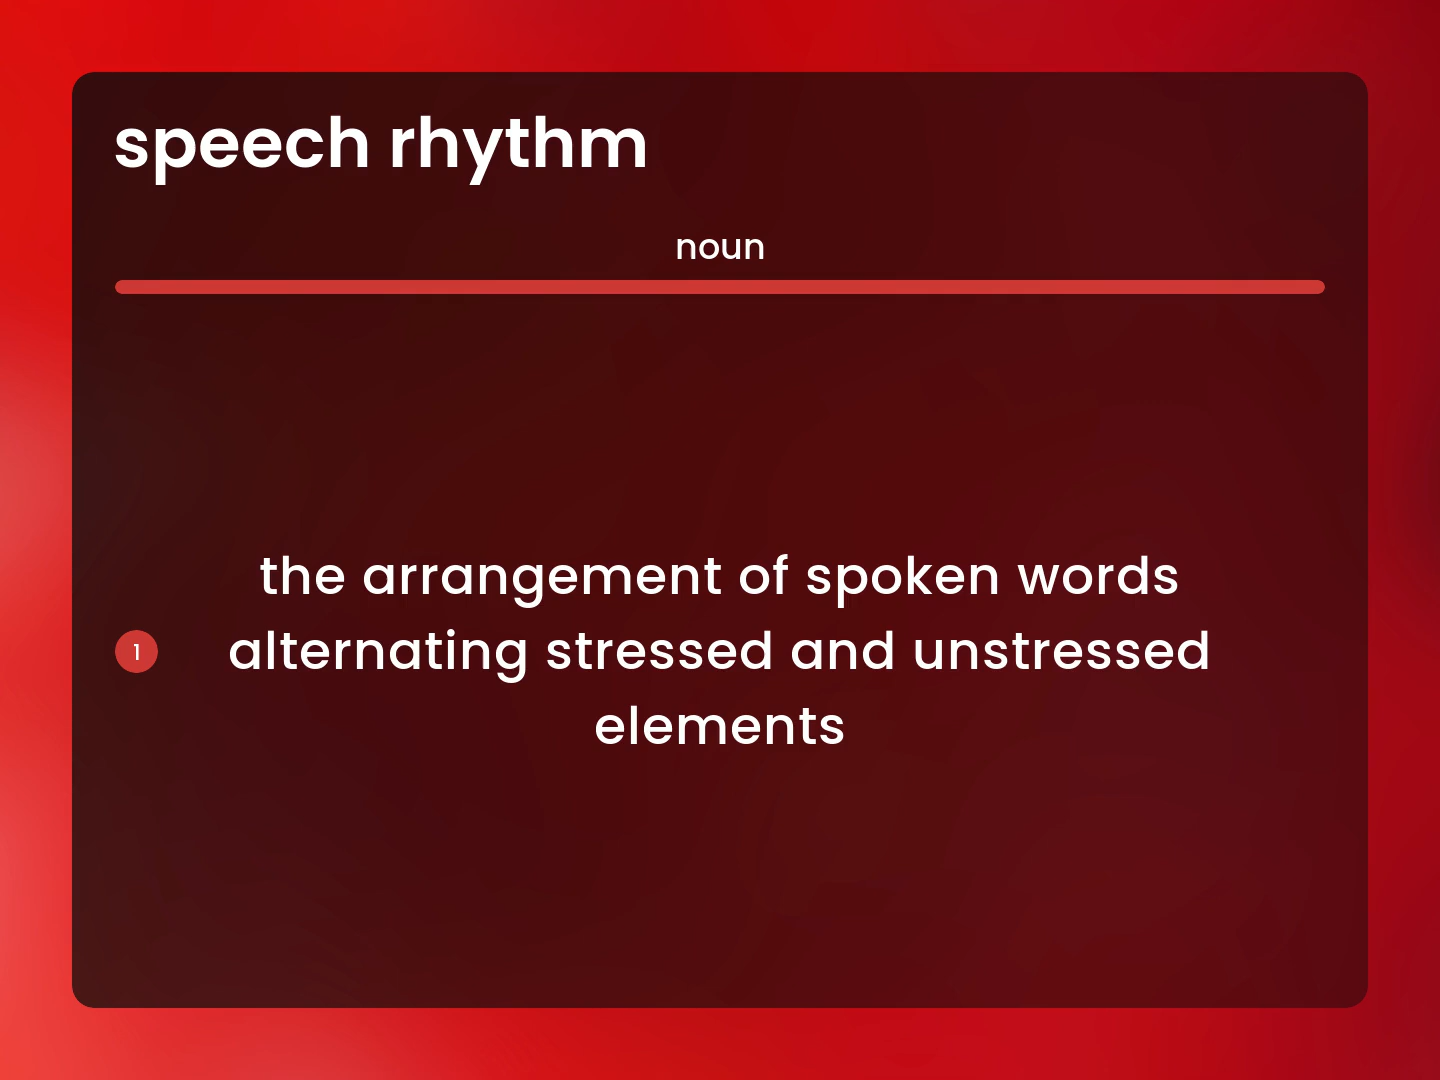 speech rhythm
noun
the arrangement of spoken words
1
alternating stressed and unstressed
elements